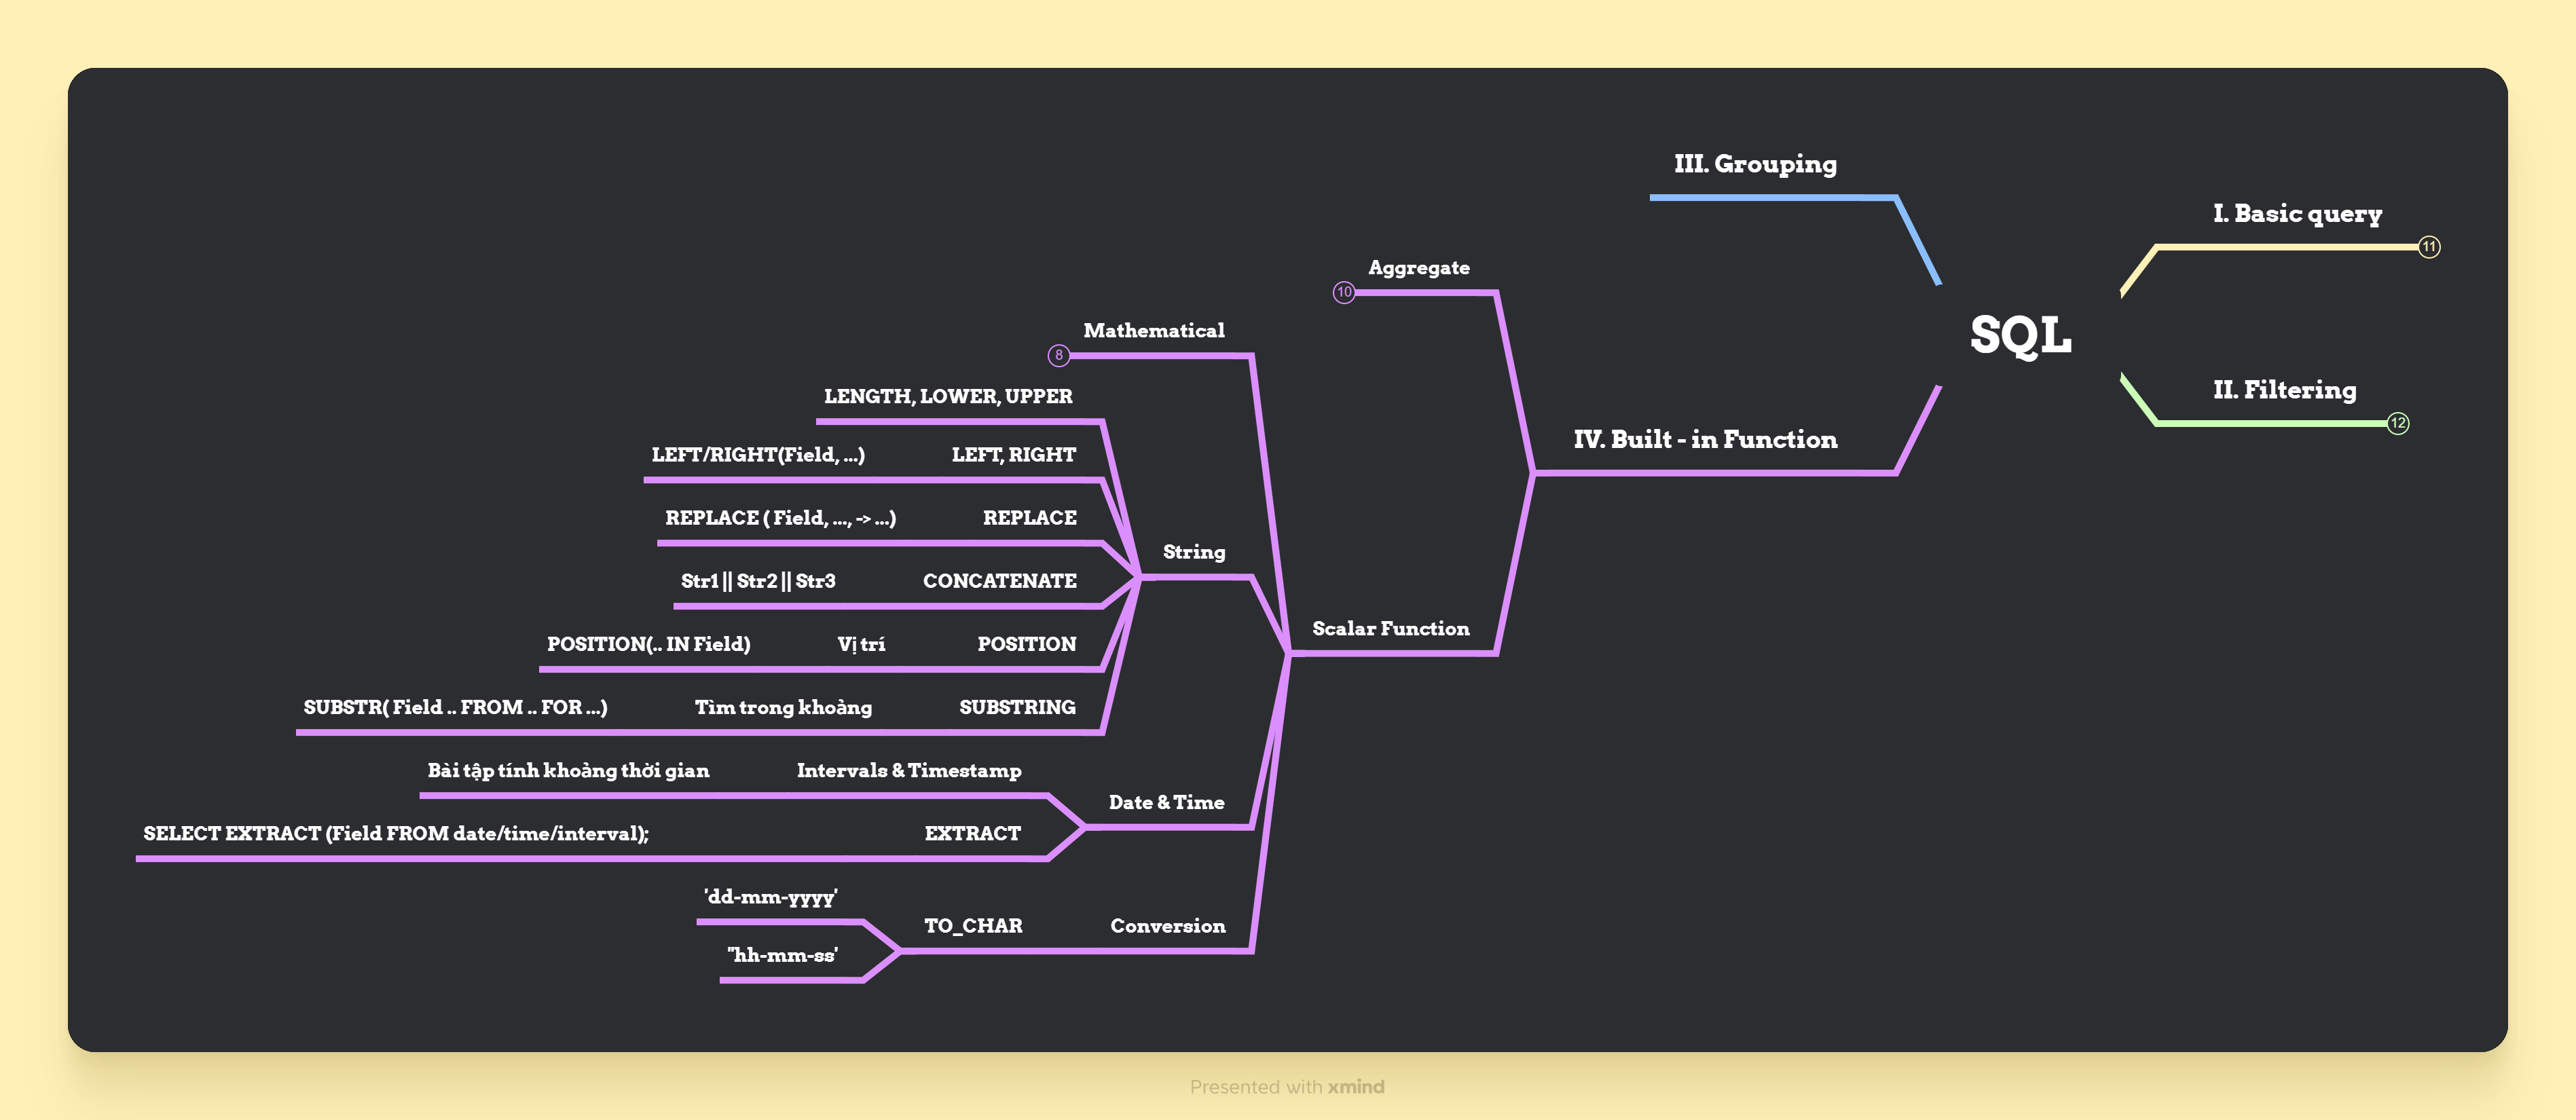 SQL
I. Basic query
11
II. Filtering
12
III. Grouping
IV. Built - in Function
Aggregate
10
Scalar Function
Mathematical
8
String
LENGTH, LOWER, UPPER
LEFT, RIGHT
LEFT/RIGHT(Field, ...)
REPLACE
REPLACE ( Field, ..., -> ...)
CONCATENATE
Str1 || Str2 || Str3
POSITION
Vị trí
POSITION(.. IN Field)
SUBSTRING
Tìm trong khoảng
SUBSTR( Field .. FROM .. FOR ...)
Date & Time
Intervals & Timestamp
Bài tập tính khoảng thời gian
EXTRACT
SELECT EXTRACT (Field FROM date/time/interval);
Conversion
TO_CHAR
'dd-mm-yyyy'
"hh-mm-ss'
Presented with xmind